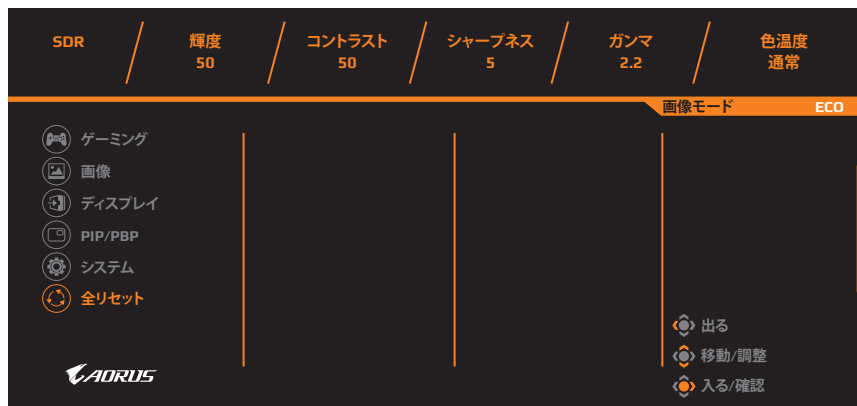 SDR
輝度
50
コントラスト
50
シャープネス
5
ガンマ
2.2
色温度
通常
画像モード ECO
ゲーミング
画像
ディスプレイ
PIP/PBP
システム
全リセット
出る
移動/調整
入る/確認
AORUS